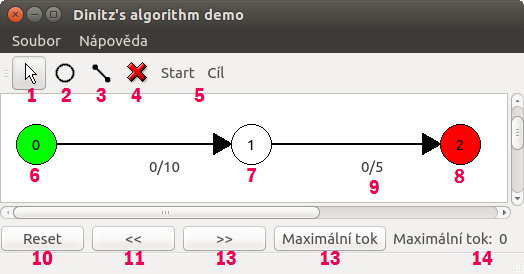 Dinitz's algorithm demo
Soubor Nápověda
Start Cíl
1 2 3 4 5
0 1 2
0/10 0/5
6 7 9 8
Reset << >> Maximální tok Maximální tok: 0
10 11 13 13 14